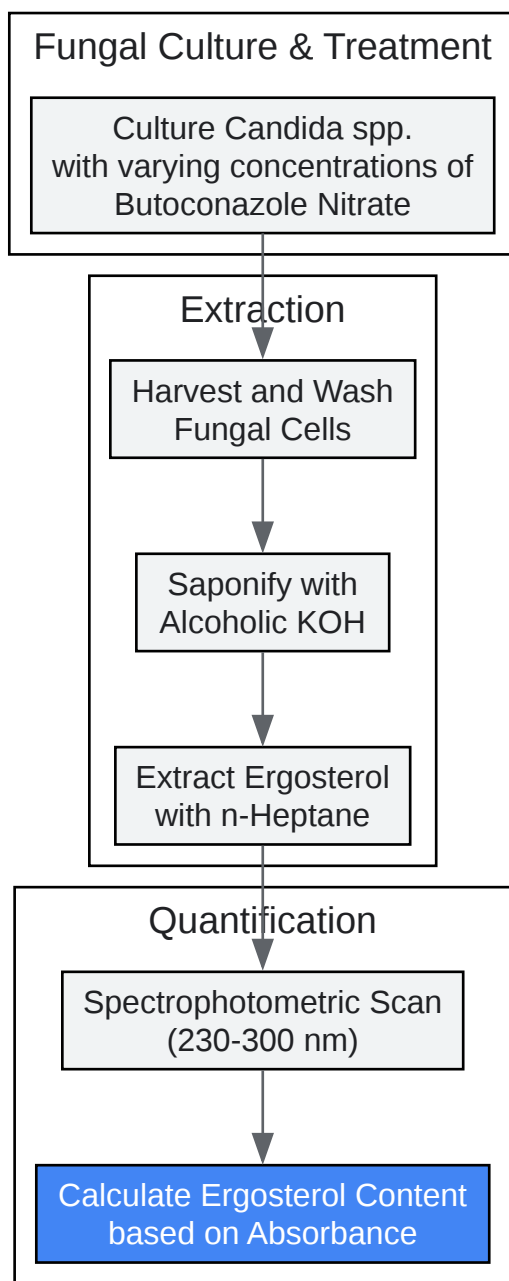 Fungal Culture & Treatment
Culture Candida spp.
with varying concentrations of
Butoconazole Nitrate
Extraction
Harvest and Wash
Fungal Cells
Saponify with
Alcoholic KOH
Extract Ergosterol
with n-Heptane
Quantification
Spectrophotometric Scan
(230-300 nm)
Calculate Ergosterol Content
based on Absorbance